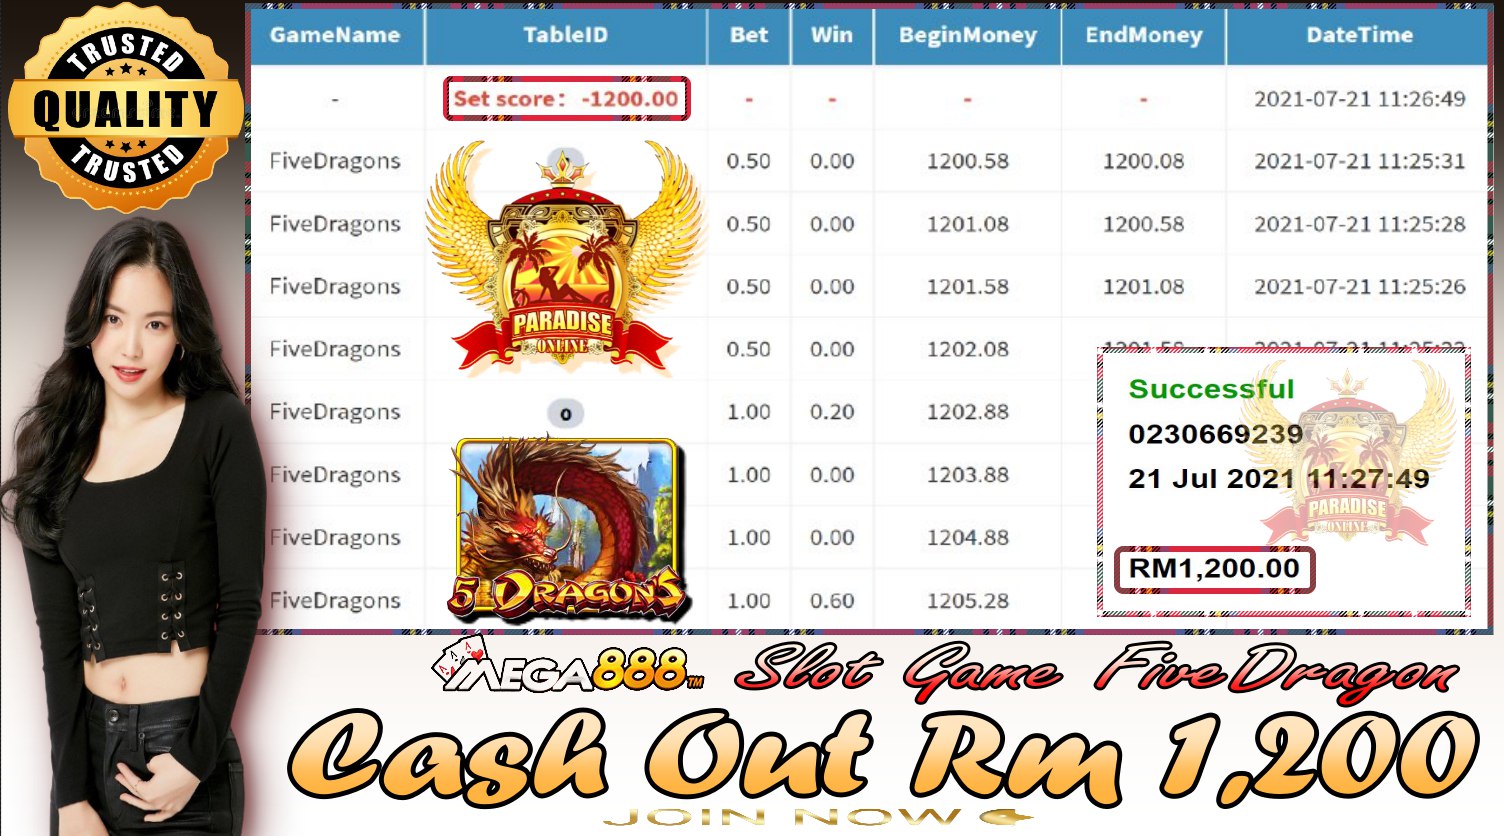 TRUSTED
QUALITY
TRUSTED
GameName TableID Bet Win BeginMoney EndMoney DateTime
- Set score: -1200.00 - - - - 2021-07-21 11:26:49
FiveDragons 0.50 0.00 1200.58 1200.08 2021-07-21 11:25:31
FiveDragons 0.50 0.00 1201.08 1200.58 2021-07-21 11:25:28
FiveDragons 0.50 0.00 1201.58 1201.08 2021-07-21 11:25:26
FiveDragons 0.50 0.00 1202.08
FiveDragons 0 1.00 0.20 1202.88
FiveDragons 1.00 0.00 1203.88
FiveDragons 1.00 0.00 1204.88
FiveDragons 1.00 0.60 1205.28
PARADISE
ONLINE
5 DRAGONS
Successful
0230669239
21 Jul 2021 11:27:49
PARADISE
ONLINE
RM1,200.00
MEGA888 TM Slot Game FiveDragon
Cash Out Rm 1,200
JOIN NOW